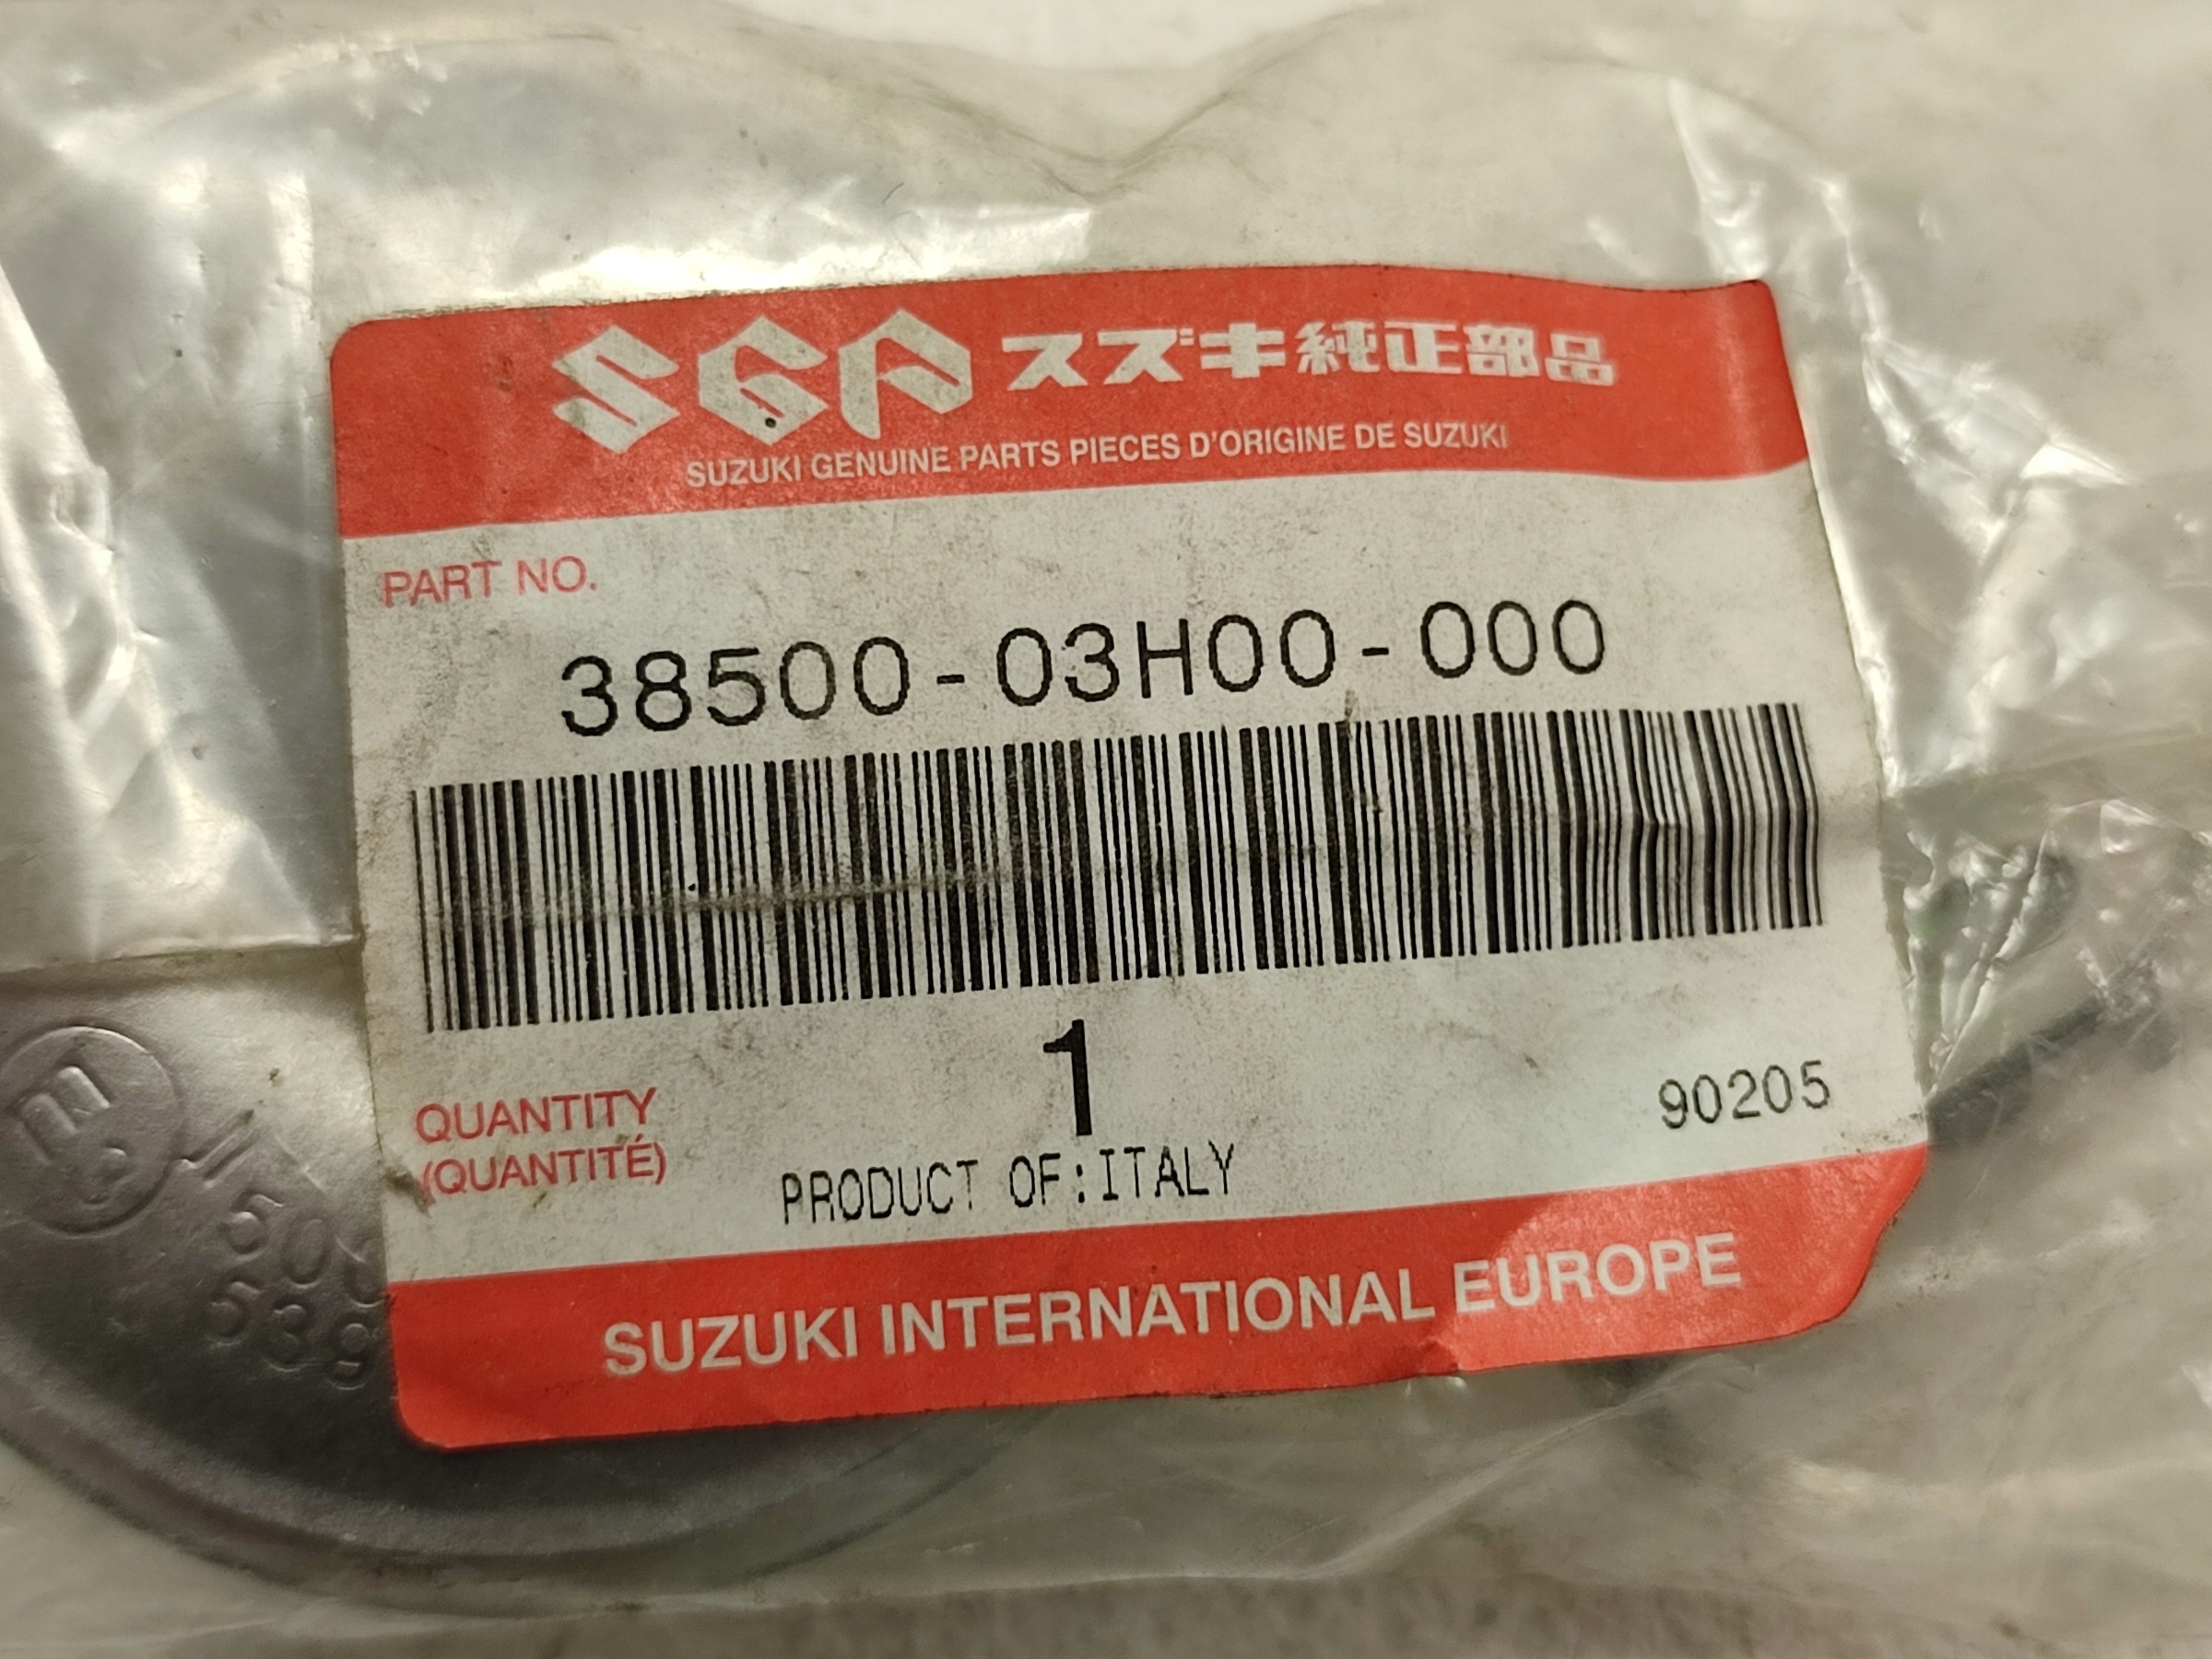 SGP スズキ純正部品
SUZUKI GENUINE PARTS PIECES D'ORIGINE DE SUZUKI
PART NO.
38500-03H00-000
1
90205
QUANTITY
(QUANTITÉ)
PRODUCT OF:ITALY
SUZUKI INTERNATIONAL EUROPE
E